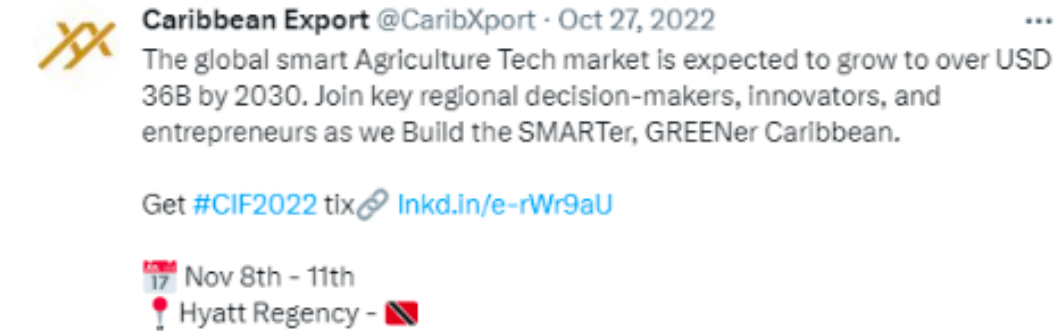 Caribbean Export @CaribXport · Oct 27, 2022
The global smart Agriculture Tech market is expected to grow to over USD
36B by 2030. Join key regional decision-makers, innovators, and
entrepreneurs as we Build the SMARTer, GREENer Caribbean.
Get #CIF2022 tix🔗 lnkd.in/e-rWr9aU
📅 Nov 8th - 11th
📍 Hyatt Regency - 🇹🇹